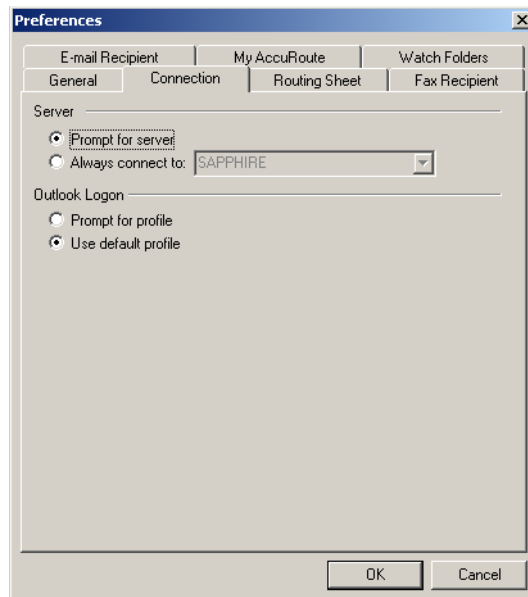 Preferences
E-mail Recipient My AccuRoute Watch Folders
General Connection Routing Sheet Fax Recipient
Server
Prompt for server
Always connect to: SAPPHIRE
Outlook Logon
Prompt for profile
Use default profile
OK Cancel